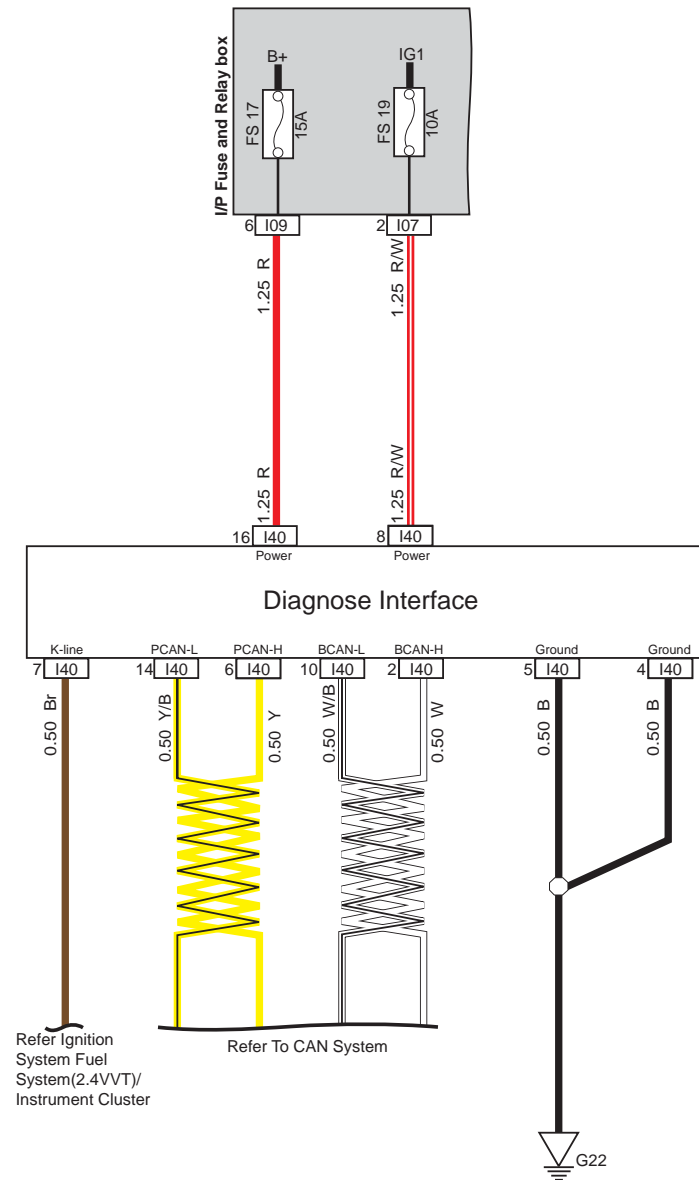 I/P Fuse and Relay box
B+
IG1
FS 17
15A
FS 19
10A
6 I09
2 I07
1.25 R
1.25 R/W
1.25 R
1.25 R/W
16 I40
8 I40
Power
Power
Diagnose Interface
K-line
PCAN-L
PCAN-H
BCAN-L
BCAN-H
Ground
Ground
7 I40
14 I40
6 I40
10 I40
2 I40
5 I40
4 I40
0.50 Br
0.50 Y/B
0.50 Y
0.50 W/B
0.50 W
0.50 B
0.50 B
Refer Ignition
System Fuel
System(2.4VVT)/
Instrument Cluster
Refer To CAN System
G22